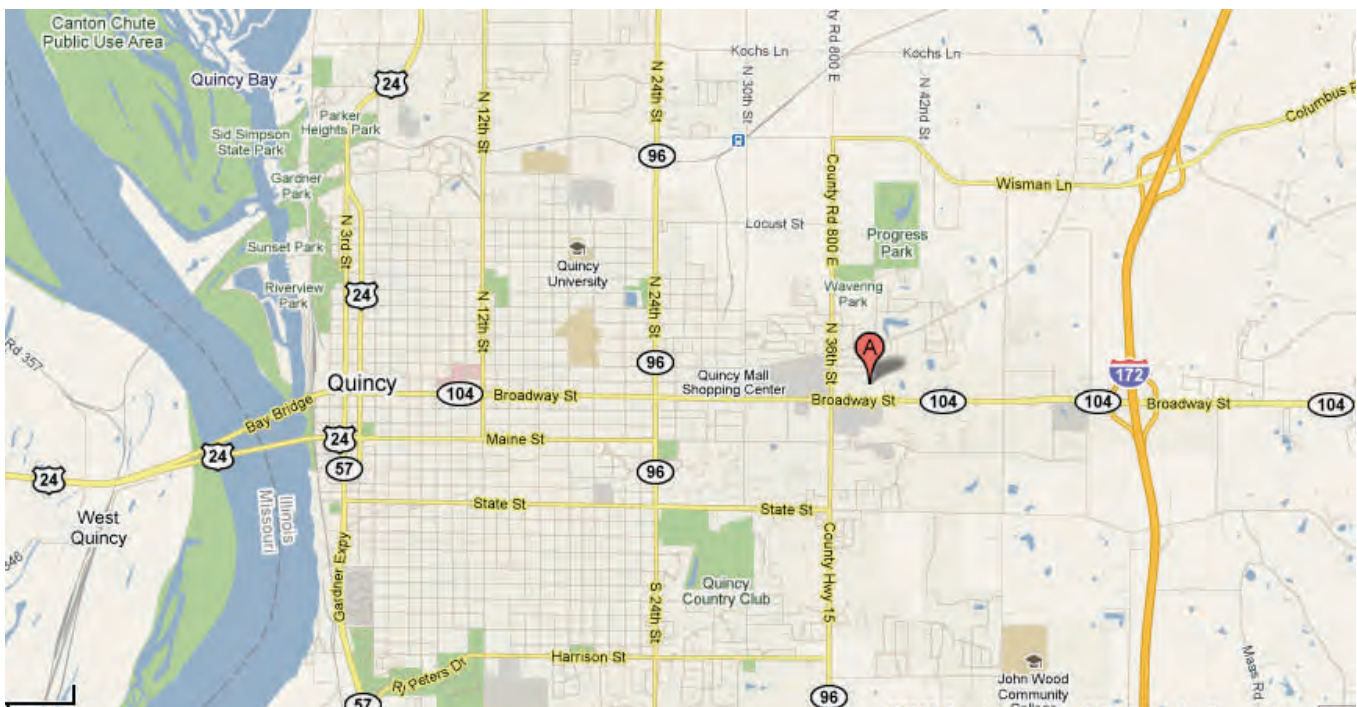 Canton Chute
Public Use Area
Quincy Bay
24
N 12th St
N 24th St
Kochs Ln
N 30th St
ty Rd 800 E
Kochs Ln
N 42nd St
Columbus
Parker
Heights Park
Sid Simpson
State Park
96
Gardner
Park
Wisman Ln
County Rd 800 E
Locust St
Progress
Park
N 3rd St
Sunset Park
Quincy
University
Riverview
Park
24
N 12th St
N 24th St
Wavering
Park
N 36th St
A
Rd 357
96
Quincy Mall
Shopping Center
172
Quincy
104
Broadway St
Broadway St
104
104
Broadway St
104
Bay Bridge
24
Maine St
24
24
57
96
West
Quincy
Illinois
Missouri
State St
State St
Gardner Expy
County Hwy 15
Quincy
Country Club
S 24th St
346
Harrison St
Rj Peters Dr
57
96
John Wood
Community
College
Maas Rd